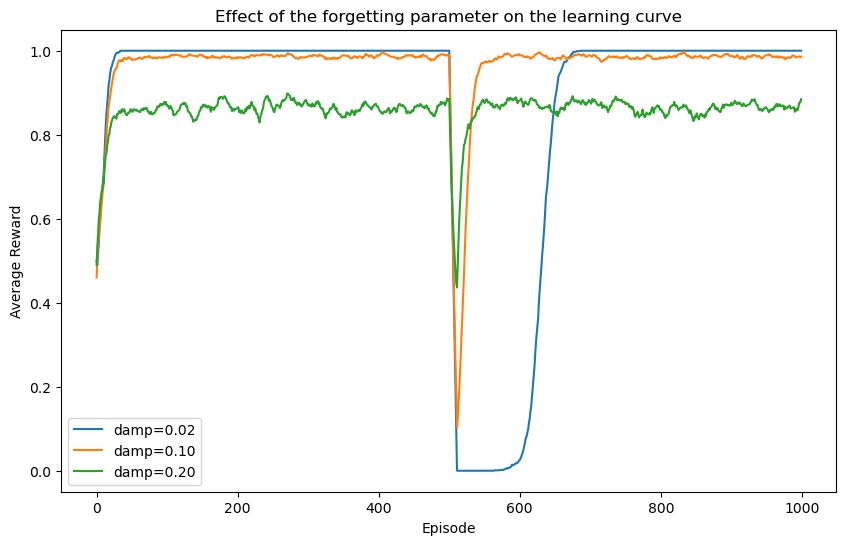 Effect of the forgetting parameter on the learning curve
1.0
0.8
0.6
0.4
0.2
0.0
Average Reward
damp=0.02
damp=0.10
damp=0.20
0 200 400 600 800 1000
Episode